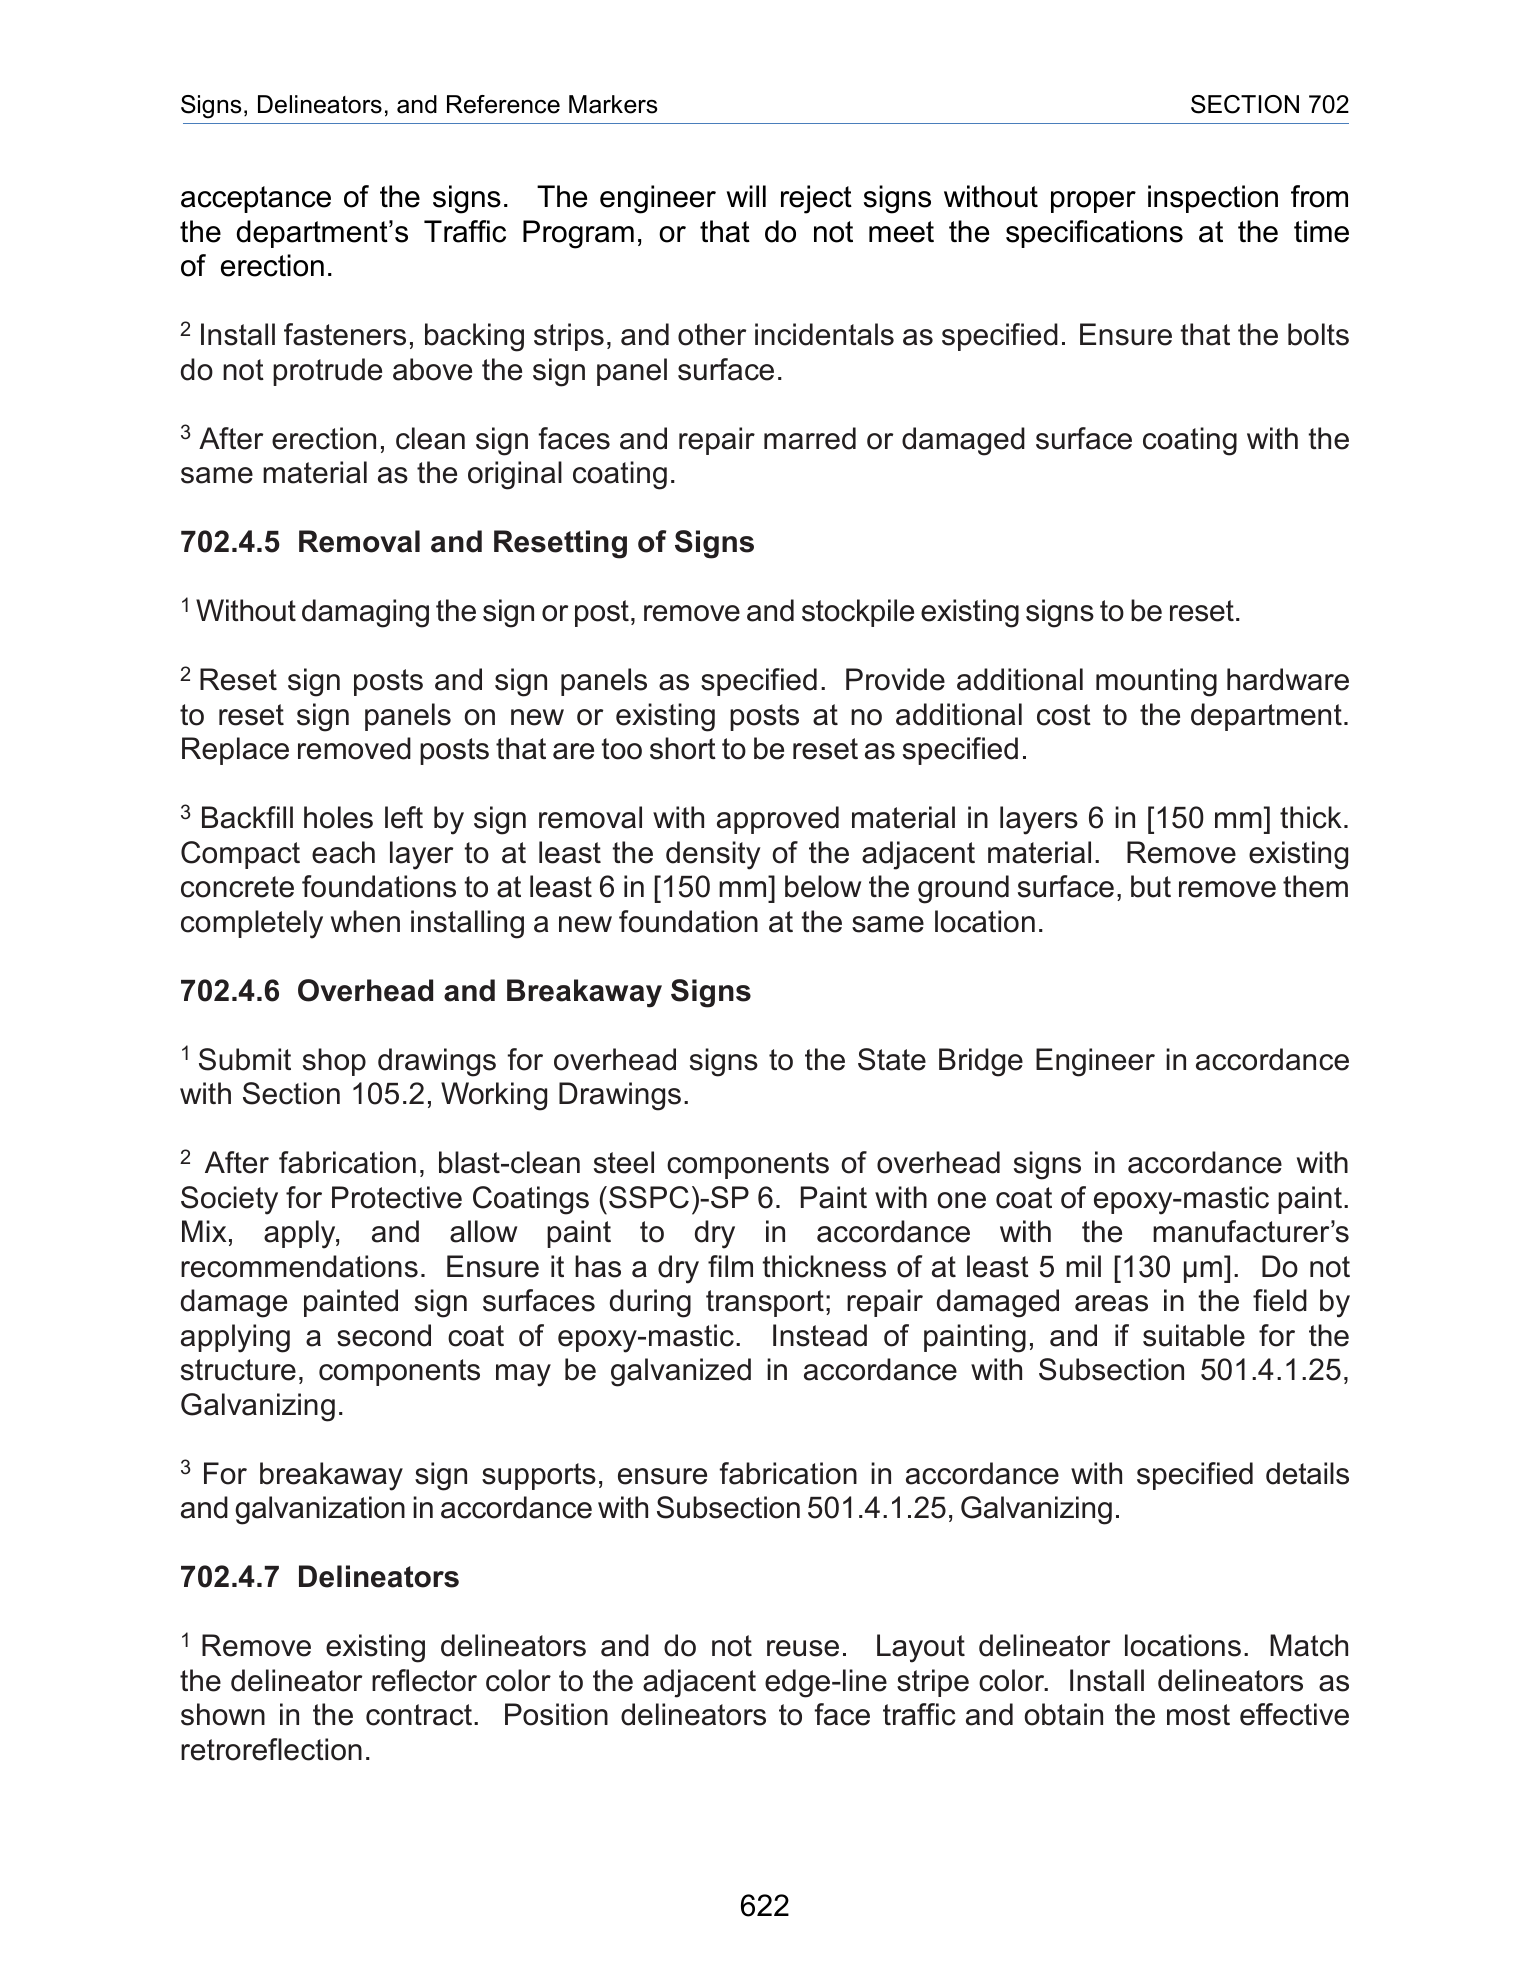 Signs, Delineators, and Reference Markers SECTION 702
acceptance of the signs. The engineer will reject signs without proper inspection from
the department’s Traffic Program, or that do not meet the specifications at the time
of erection.
2 Install fasteners, backing strips, and other incidentals as specified. Ensure that the bolts
do not protrude above the sign panel surface.
3 After erection, clean sign faces and repair marred or damaged surface coating with the
same material as the original coating.
702.4.5 Removal and Resetting of Signs
1 Without damaging the sign or post, remove and stockpile existing signs to be reset.
2 Reset sign posts and sign panels as specified. Provide additional mounting hardware
to reset sign panels on new or existing posts at no additional cost to the department.
Replace removed posts that are too short to be reset as specified.
3 Backfill holes left by sign removal with approved material in layers 6 in [150 mm] thick.
Compact each layer to at least the density of the adjacent material. Remove existing
concrete foundations to at least 6 in [150 mm] below the ground surface, but remove them
completely when installing a new foundation at the same location.
702.4.6 Overhead and Breakaway Signs
1 Submit shop drawings for overhead signs to the State Bridge Engineer in accordance
with Section 105.2, Working Drawings.
2 After fabrication, blast-clean steel components of overhead signs in accordance with
Society for Protective Coatings (SSPC)-SP 6. Paint with one coat of epoxy-mastic paint.
Mix, apply, and allow paint to dry in accordance with the manufacturer’s
recommendations. Ensure it has a dry film thickness of at least 5 mil [130 µm]. Do not
damage painted sign surfaces during transport; repair damaged areas in the field by
applying a second coat of epoxy-mastic. Instead of painting, and if suitable for the
structure, components may be galvanized in accordance with Subsection 501.4.1.25,
Galvanizing.
3 For breakaway sign supports, ensure fabrication in accordance with specified details
and galvanization in accordance with Subsection 501.4.1.25, Galvanizing.
702.4.7 Delineators
1 Remove existing delineators and do not reuse. Layout delineator locations. Match
the delineator reflector color to the adjacent edge-line stripe color. Install delineators as
shown in the contract. Position delineators to face traffic and obtain the most effective
retroreflection.
622